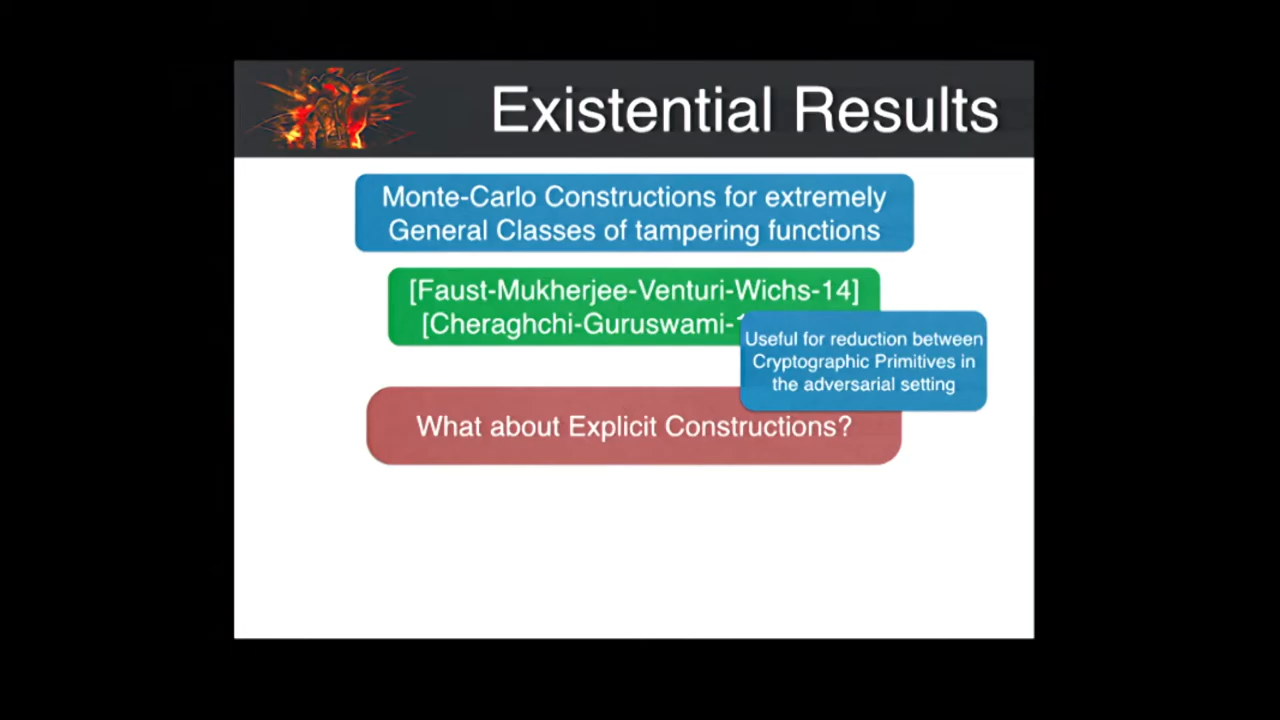 Existential Results
Monte-Carlo Constructions for extremely
General Classes of tampering functions
[Faust-Mukherjee-Venturi-Wichs-14]
[Cheraghchi-Guruswami-
Useful for reduction between
Cryptographic Primitives in
the adversarial setting
What about Explicit Constructions?